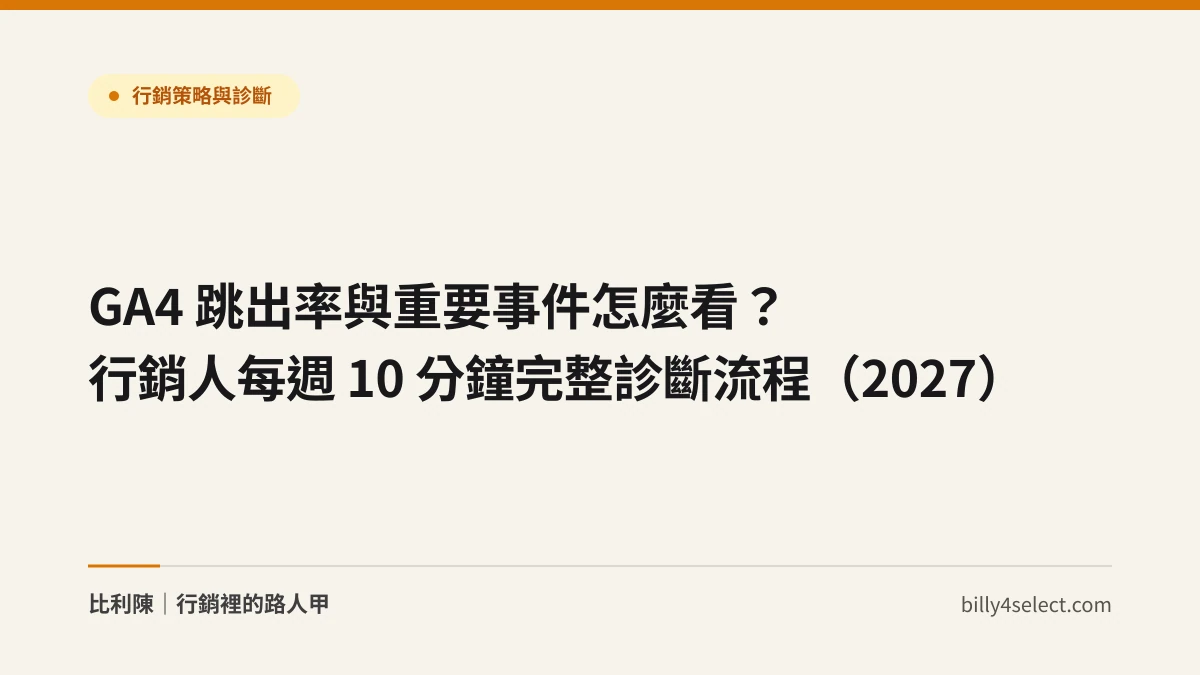 行銷策略與診斷
GA4 跳出率與重要事件怎麼看？
行銷人每週 10 分鐘完整診斷流程（2027）
比利陳｜行銷裡的路人甲
billy4select.com